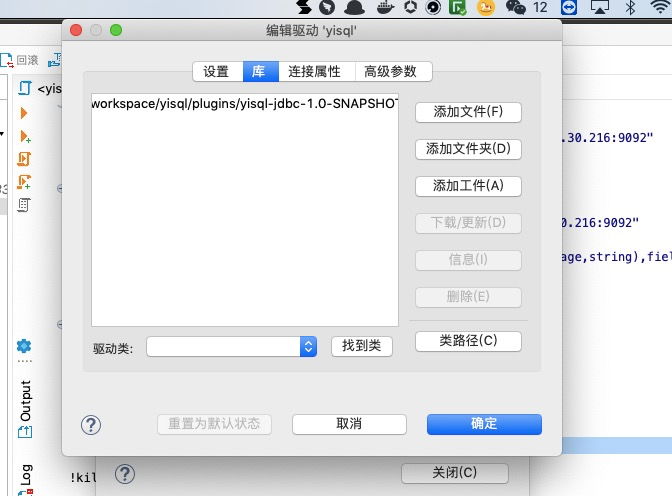 12
编辑驱动 'yisql'
回滚
<yis
设置 库 连接属性 高级参数
workspace/yisql/plugins/yisql-jdbc-1.0-SNAPSHOT
添加文件(F)
添加文件夹(D)
添加工件(A)
下载/更新(D)
信息(I)
删除(E)
类路径(C)
驱动类:
找到类
重置为默认状态
取消
确定
.30.216:9092"
0.216:9092"
age,string),fiel
Output
Log
!kil
关闭(C)